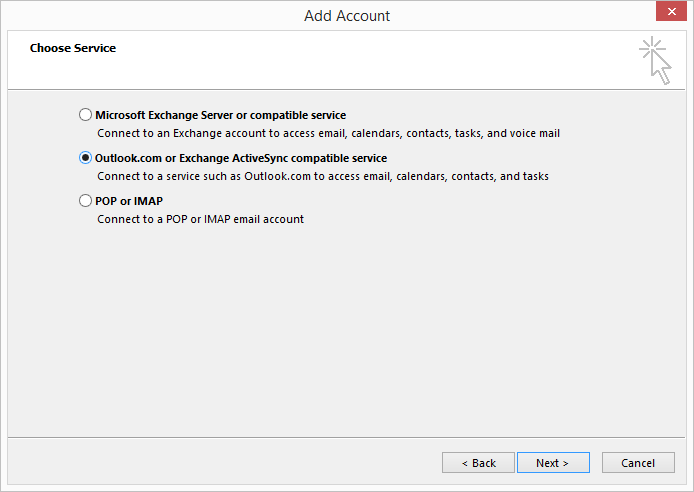 Add Account
Choose Service
Microsoft Exchange Server or compatible service
Connect to an Exchange account to access email, calendars, contacts, tasks, and voice mail
Outlook.com or Exchange ActiveSync compatible service
Connect to a service such as Outlook.com to access email, calendars, contacts, and tasks
POP or IMAP
Connect to a POP or IMAP email account
< Back Next > Cancel